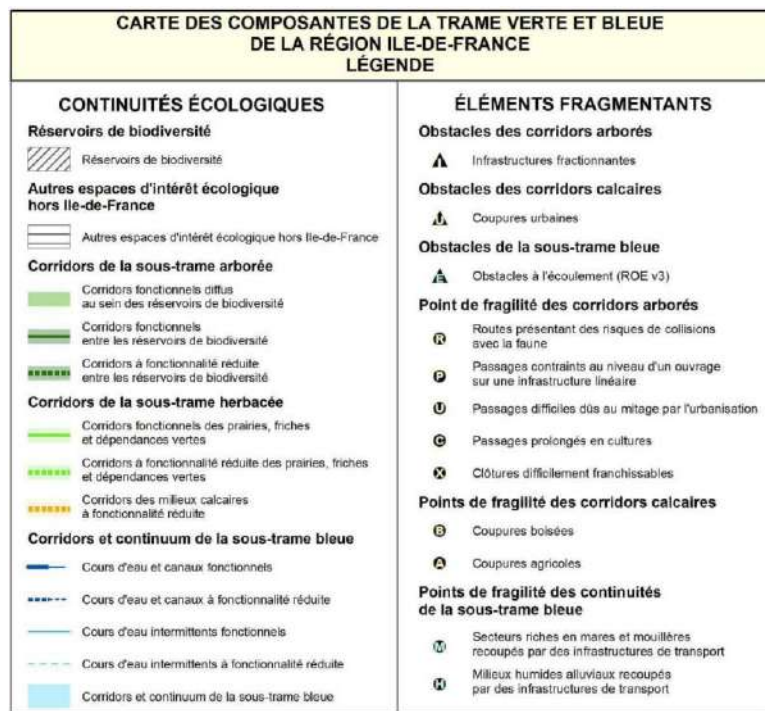 CARTE DES COMPOSANTES DE LA TRAME VERTE ET BLEUE
DE LA RÉGION ILE-DE-FRANCE
LÉGENDE
CONTINUITÉS ÉCOLOGIQUES
Réservoirs de biodiversité
Réservoirs de biodiversité
Autres espaces d'intérêt écologique
hors Ile-de-France
Autres espaces d'intérêt écologique hors Ile-de-France
Corridors de la sous-trame arborée
Corridors fonctionnels diffus
au sein des réservoirs de biodiversité
Corridors fonctionnels
entre les réservoirs de biodiversité
Corridors à fonctionnalité réduite
entre les réservoirs de biodiversité
Corridors de la sous-trame herbacée
Corridors fonctionnels des prairies, friches
et dépendances vertes
Corridors à fonctionnalité réduite des prairies, friches
et dépendances vertes
Corridors des milieux calcaires
à fonctionnalité réduite
Corridors et continuum de la sous-trame bleue
Cours d'eau et canaux fonctionnels
Cours d'eau et canaux à fonctionnalité réduite
Cours d'eau intermittents fonctionnels
Cours d'eau intermittents à fonctionnalité réduite
Corridors et continuum de la sous-trame bleue
ÉLÉMENTS FRAGMENTANTS
Obstacles des corridors arborés
Infrastructures fractionnantes
Obstacles des corridors calcaires
Coupures urbaines
Obstacles de la sous-trame bleue
Obstacles à l'écoulement (ROE v3)
Point de fragilité des corridors arborés
R Routes présentant des risques de collisions
avec la faune
P Passages contraints au niveau d'un ouvrage
sur une infrastructure linéaire
U Passages difficiles dûs au mitage par l'urbanisation
C Passages prolongés en cultures
X Clôtures difficilement franchissables
Points de fragilité des corridors calcaires
B Coupures boisées
A Coupures agricoles
Points de fragilité des continuités
de la sous-trame bleue
M Secteurs riches en mares et mouillères
recoupés par des infrastructures de transport
H Milieux humides alluviaux recoupés
par des infrastructures de transport